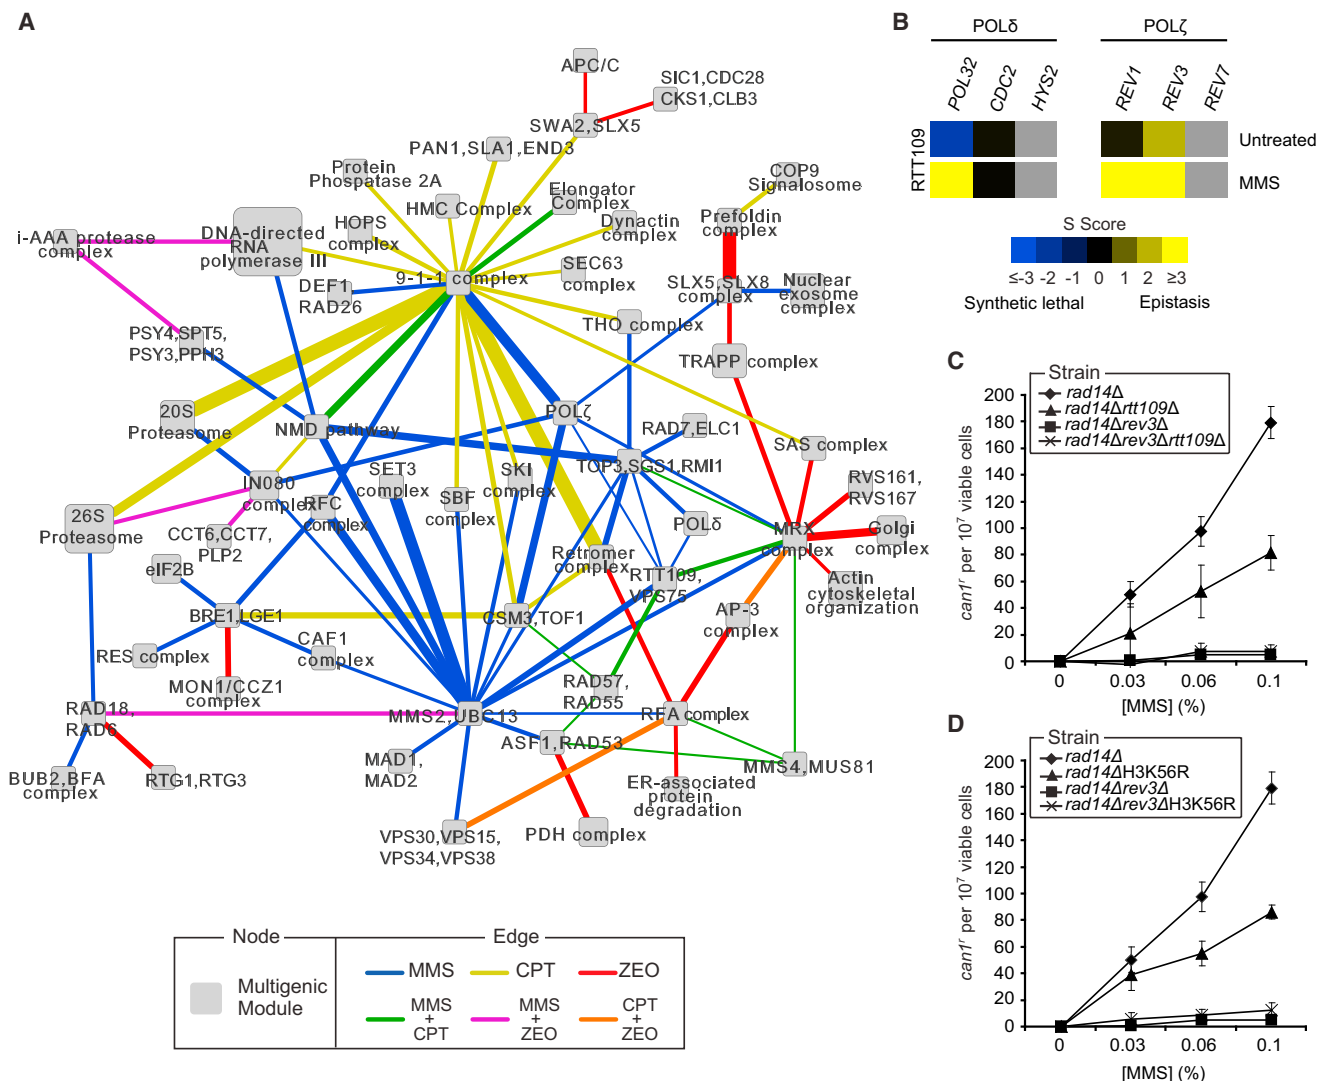 A
APC/C
SIC1,CDC28
CKS1,CLB3
SWA2,SLX5
PAN1,SLA1,END3
Protein
Phospatase 2A
HMC Complex
Elongator
Complex
COP9
Signalosome
i-AAA protease
complex
DNA-directed
RNA
polymerase III
HOPS
complex
Dynactin
complex
Prefoldin
complex
9-1-1 complex
SEC63
complex
DEF1
RAD26
SLX5,SLX8
complex
Nuclear
exosome
complex
PSY4,SPT5,
PSY3,PPH3
THO complex
TRAPP complex
20S
Proteasome
NMD pathway
POLζ
RAD7,ELC1
SAS complex
TOP3,SGS1,RMI1
SET3
complex
SKI
complex
IN080
complex
RFC
complex
SBF
complex
RVS161,
RVS167
26S
Proteasome
CCT6,CCT7,
PLP2
POLδ
MRX
complex
Golgi
complex
eIF2B
Retromer
complex
RTT109,
VPS75
Actin
cytoskeletal
organization
BRE1,LGE1
CSM3,TOF1
AP-3
complex
RES complex
CAF1
complex
MON1/CCZ1
complex
RAD57,
RAD55
RAD18,
RAD6
MMS2,UBC13
RFA complex
ASF1,RAD53
BUB2,BFA
complex
RTG1,RTG3
MAD1,
MAD2
MMS4,MUS81
ER-associated
protein
degradation
VPS30,VPS15,
VPS34,VPS38
PDH complex
Node
Edge
Multigenic
Module
MMS
CPT
ZEO
MMS
+
CPT
MMS
+
ZEO
CPT
+
ZEO
B
POLδ
POLζ
POL32
CDC2
HYS2
REV1
REV3
REV7
RTT109
Untreated
MMS
S Score
≤-3 -2 -1 0 1 2 ≥3
Synthetic lethal
Epistasis
C
Strain
rad14Δ
rad14Δrtt109Δ
rad14Δrev3Δ
rad14Δrev3Δrtt109Δ
can1r per 10⁷ viable cells
200
180
160
140
120
100
80
60
40
20
0
0 0.03 0.06 0.1
[MMS] (%)
D
Strain
rad14Δ
rad14ΔH3K56R
rad14Δrev3Δ
rad14Δrev3ΔH3K56R
can1r per 10⁷ viable cells
200
180
160
140
120
100
80
60
40
20
0
0 0.03 0.06 0.1
[MMS] (%)